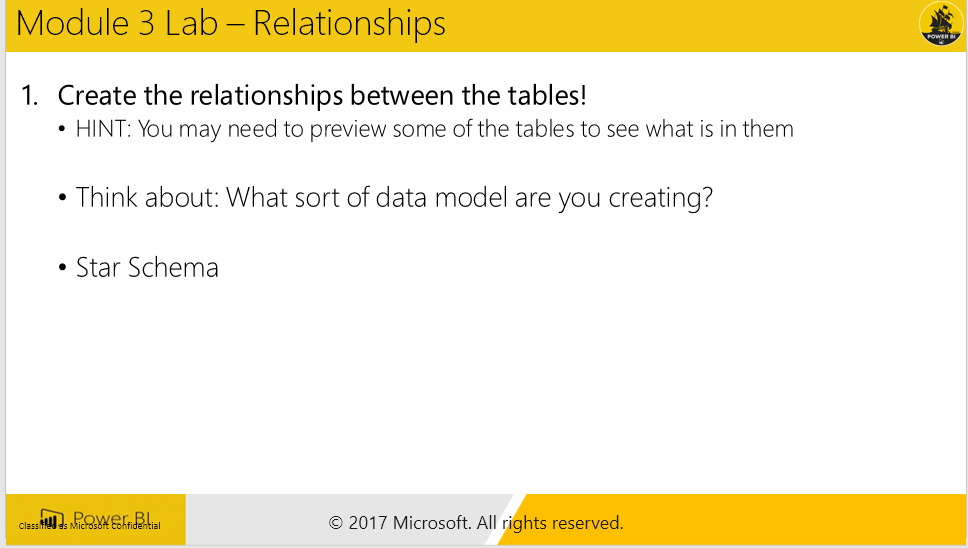 Module 3 Lab – Relationships
POWER BI
1. Create the relationships between the tables!
• HINT: You may need to preview some of the tables to see what is in them
• Think about: What sort of data model are you creating?
• Star Schema
Power BI
Classified as Microsoft Confidential
© 2017 Microsoft. All rights reserved.